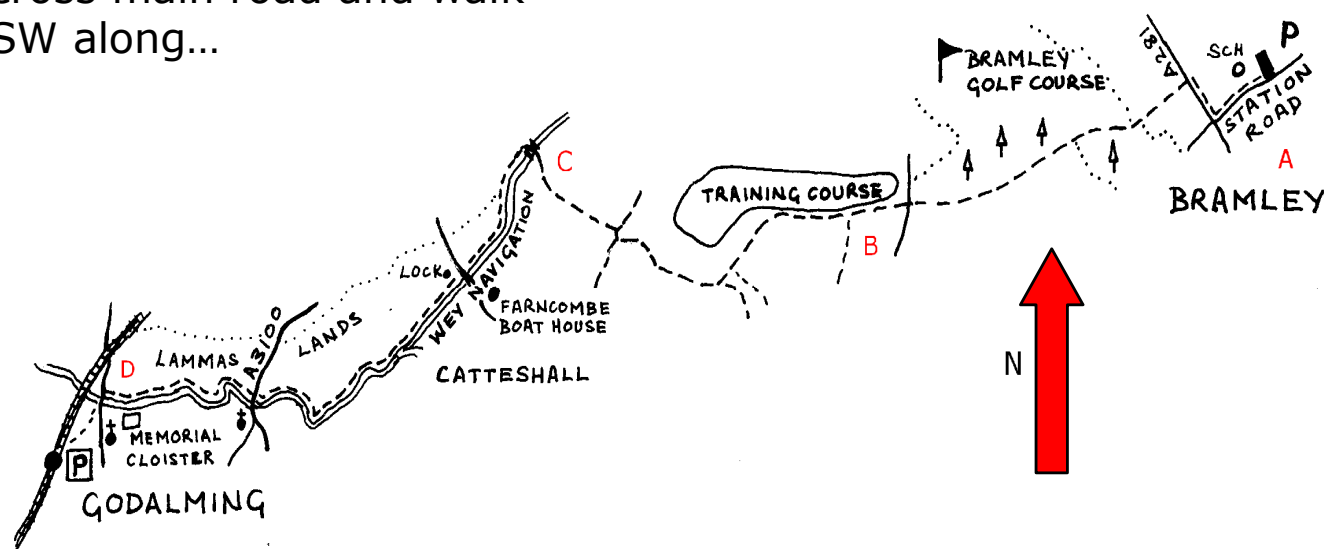 cross main road and walk
SW along…
BRAMLEY
GOLF COURSE
A281
SCH
P
STATION
ROAD
A
BRAMLEY
C
TRAINING COURSE
B
WEY NAVIGATION
LOCK
FARNCOMBE
BOAT HOUSE
N
LAMMAS
LANDS
A3100
D
CATTESHALL
MEMORIAL
CLOISTER
P
GODALMING